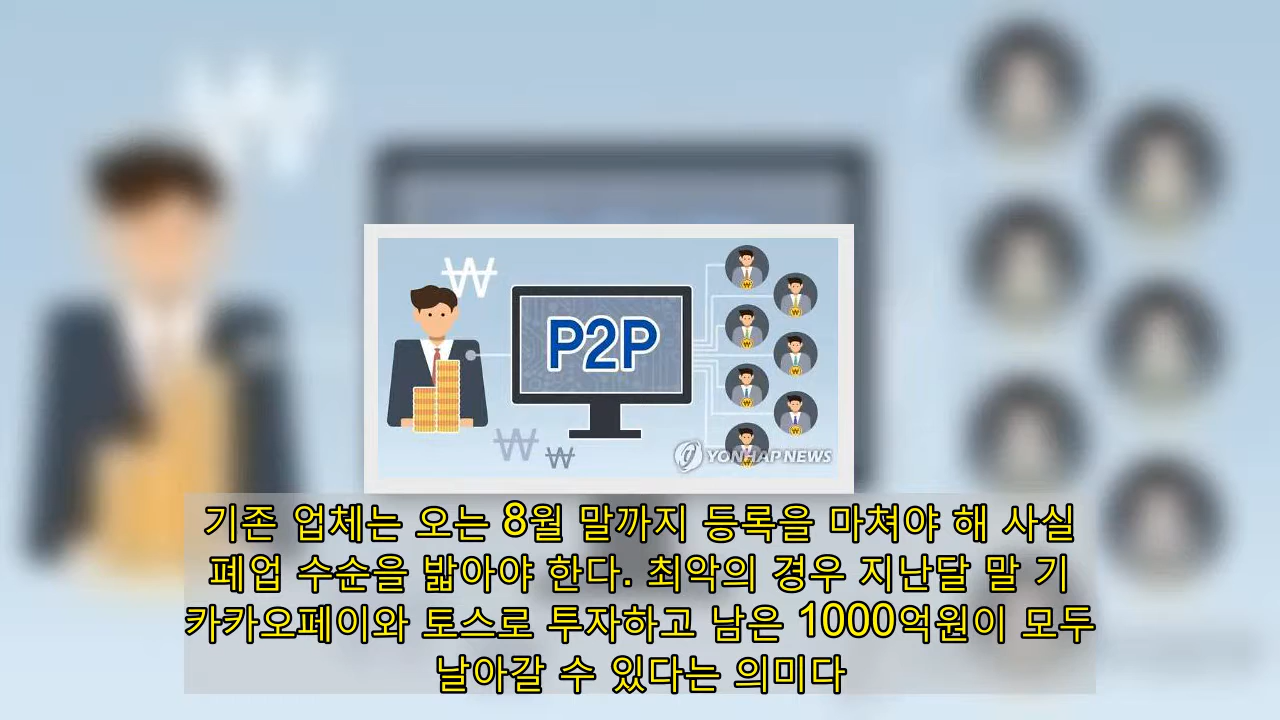 ₩
P2P
₩
₩
YONHAP NEWS
기존 업체는 오는 8월 말까지 등록을 마쳐야 해 사실
폐업 수순을 밟아야 한다. 최악의 경우 지난달 말 기
카카오페이와 토스로 투자하고 남은 1000억원이 모두
날아갈 수 있다는 의미다